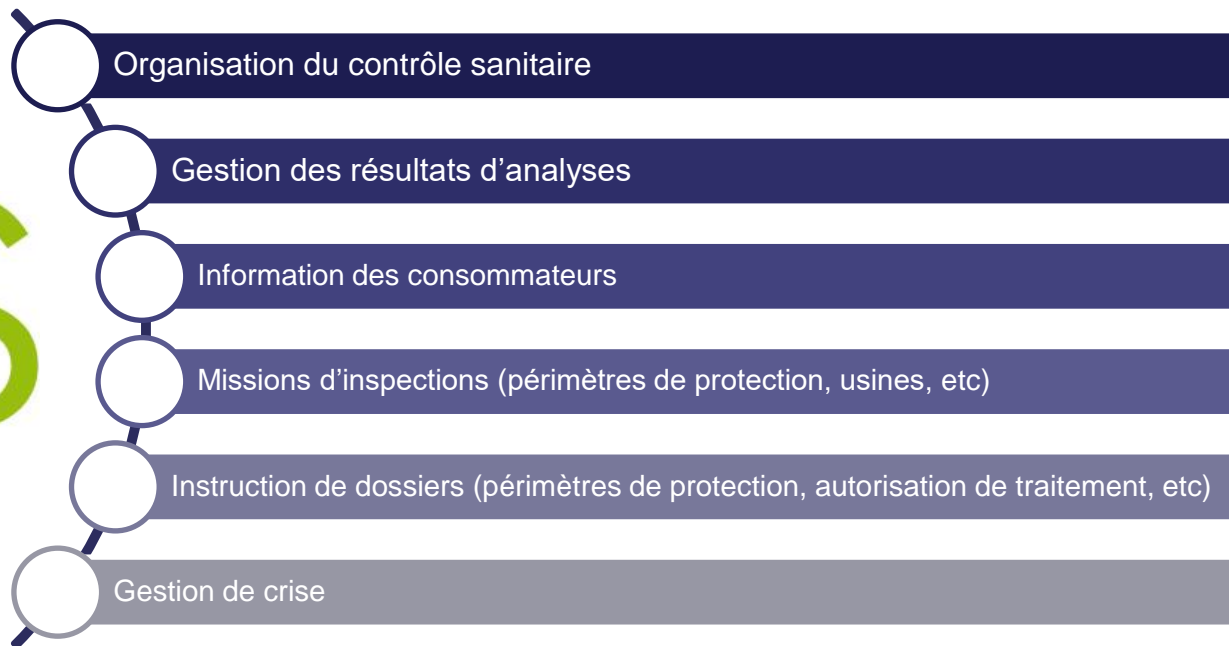 Organisation du contrôle sanitaire
Gestion des résultats d’analyses
Information des consommateurs
Missions d’inspections (périmètres de protection, usines, etc)
Instruction de dossiers (périmètres de protection, autorisation de traitement, etc)
Gestion de crise